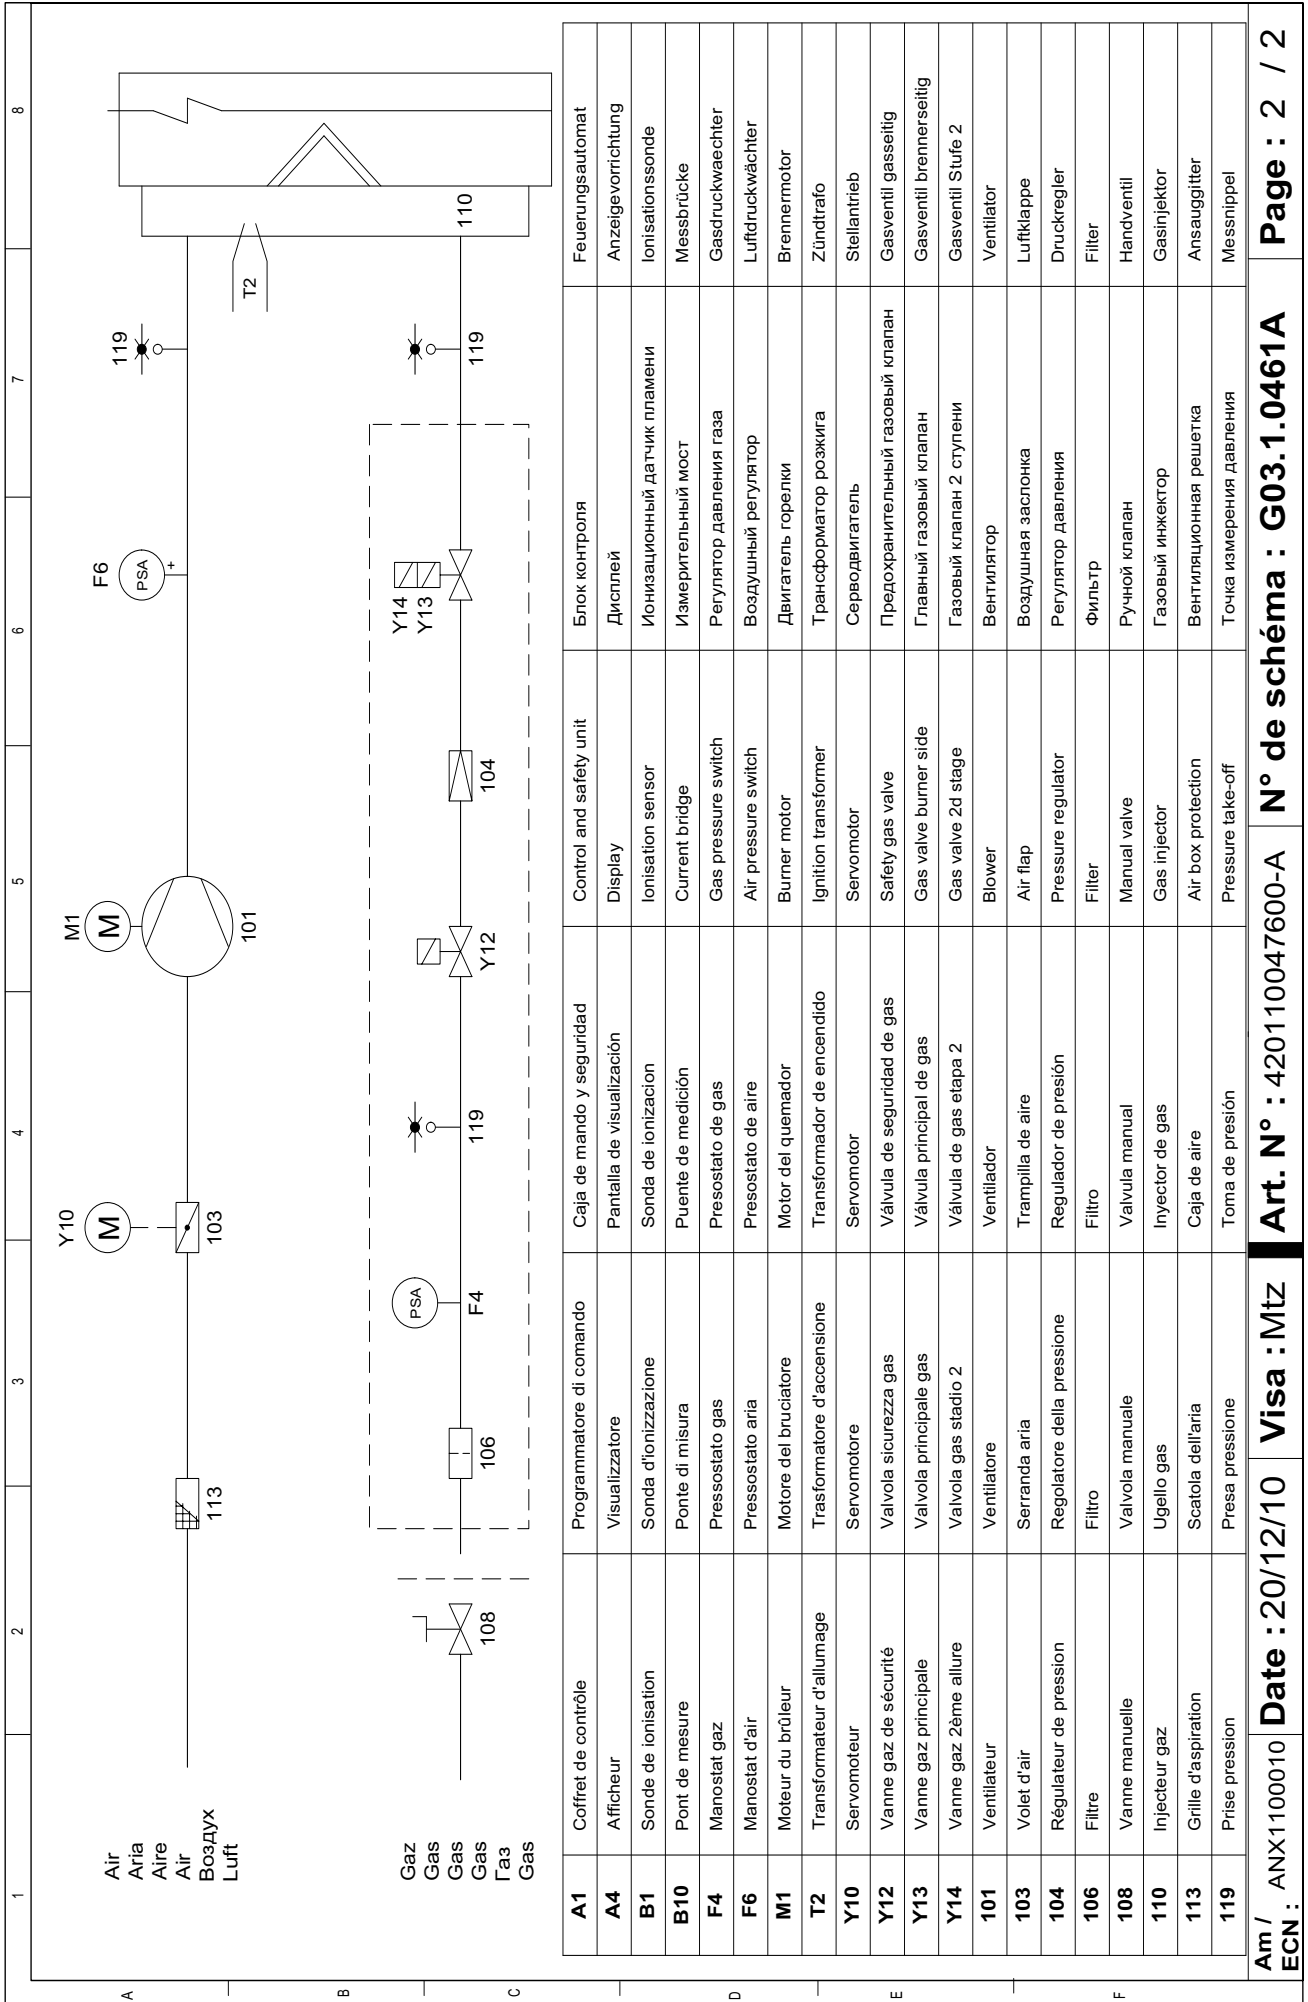 1 2 3 4 5 6 7 8
A
B
C
D
E
F
Air
Aria
Aire
Air
Воздух
Luft
113
Y10
M
103
M1
M
101
F6
PSA
+
119
T2
Gaz
Gas
Gas
Gas
Газ
Gas
108
106
PSA
F4
119
Y12
104
Y14
Y13
119
110
A1 Coffret de contrôle Programmatore di comando Caja de mando y seguridad Control and safety unit Блок контроля Feuerungsautomat
A4 Afficheur Visualizzatore Pantalla de visualización Display Дисплей Anzeigevorrichtung
B1 Sonde de ionisation Sonda d'ionizzazione Sonda de ionizacion Ionisation sensor Ионизационный датчик пламени Ionisationssonde
B10 Pont de mesure Ponte di misura Puente de medición Current bridge Измерительный мост Messbrücke
F4 Manostat gaz Pressostato gas Presostato de gas Gas pressure switch Регулятор давления газа Gasdruckwaechter
F6 Manostat d'air Pressostato aria Presostato de aire Air pressure switch Воздушный регулятор Luftdruckwächter
M1 Moteur du brûleur Motore del bruciatore Motor del quemador Burner motor Двигатель горелки Brennermotor
T2 Transformateur d'allumage Trasformatore d'accensione Transformador de encendido Ignition transformer Трансформатор розжига Zündtrafo
Y10 Servomoteur Servomotore Servomotor Servomotor Серводвигатель Stellantrieb
Y12 Vanne gaz de sécurité Valvola sicurezza gas Válvula de seguridad de gas Safety gas valve Предохранительный газовый клапан Gasventil gasseitig
Y13 Vanne gaz principale Valvola principale gas Válvula principal de gas Gas valve burner side Главный газовый клапан Gasventil brennerseitig
Y14 Vanne gaz 2ème allure Valvola gas stadio 2 Válvula de gas etapa 2 Gas valve 2d stage Газовый клапан 2 ступени Gasventil Stufe 2
101 Ventilateur Ventilatore Ventilador Blower Вентилятор Ventilator
103 Volet d'air Serranda aria Trampilla de aire Air flap Воздушная заслонка Luftklappe
104 Régulateur de pression Regolatore della pressione Regulador de presión Pressure regulator Регулятор давления Druckregler
106 Filtre Filtro Filtro Filter Фильтр Filter
108 Vanne manuelle Valvola manuale Valvula manual Manual valve Ручной клапан Handventil
110 Injecteur gaz Ugello gas Inyector de gas Gas injector Газовый инжектор Gasinjektor
113 Grille d'aspiration Scatola dell'aria Caja de aire Air box protection Вентиляционная решетка Ansauggitter
119 Prise pression Presa pressione Toma de presión Pressure take-off Точка измерения давления Messnippel
Am / ECN : ANX1100010 Date : 20/12/10 Visa : Mtz Art. N° : 420110047600-A N° de schéma : G03.1.0461A Page : 2 / 2